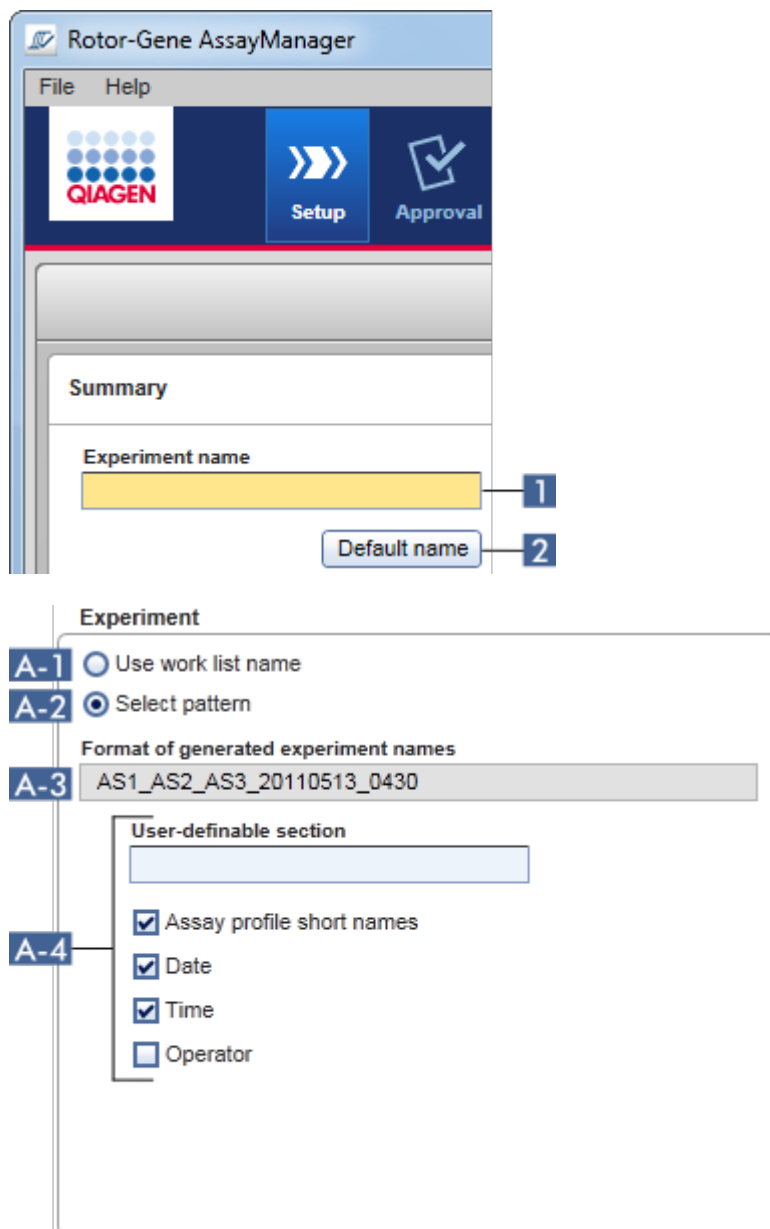 Rotor-Gene AssayManager
File Help
QIAGEN
Setup
Approval
Summary
Experiment name
1
Default name
2
Experiment
A-1
Use work list name
A-2
Select pattern
Format of generated experiment names
A-3
AS1_AS2_AS3_20110513_0430
User-definable section
Assay profile short names
A-4
Date
Time
Operator